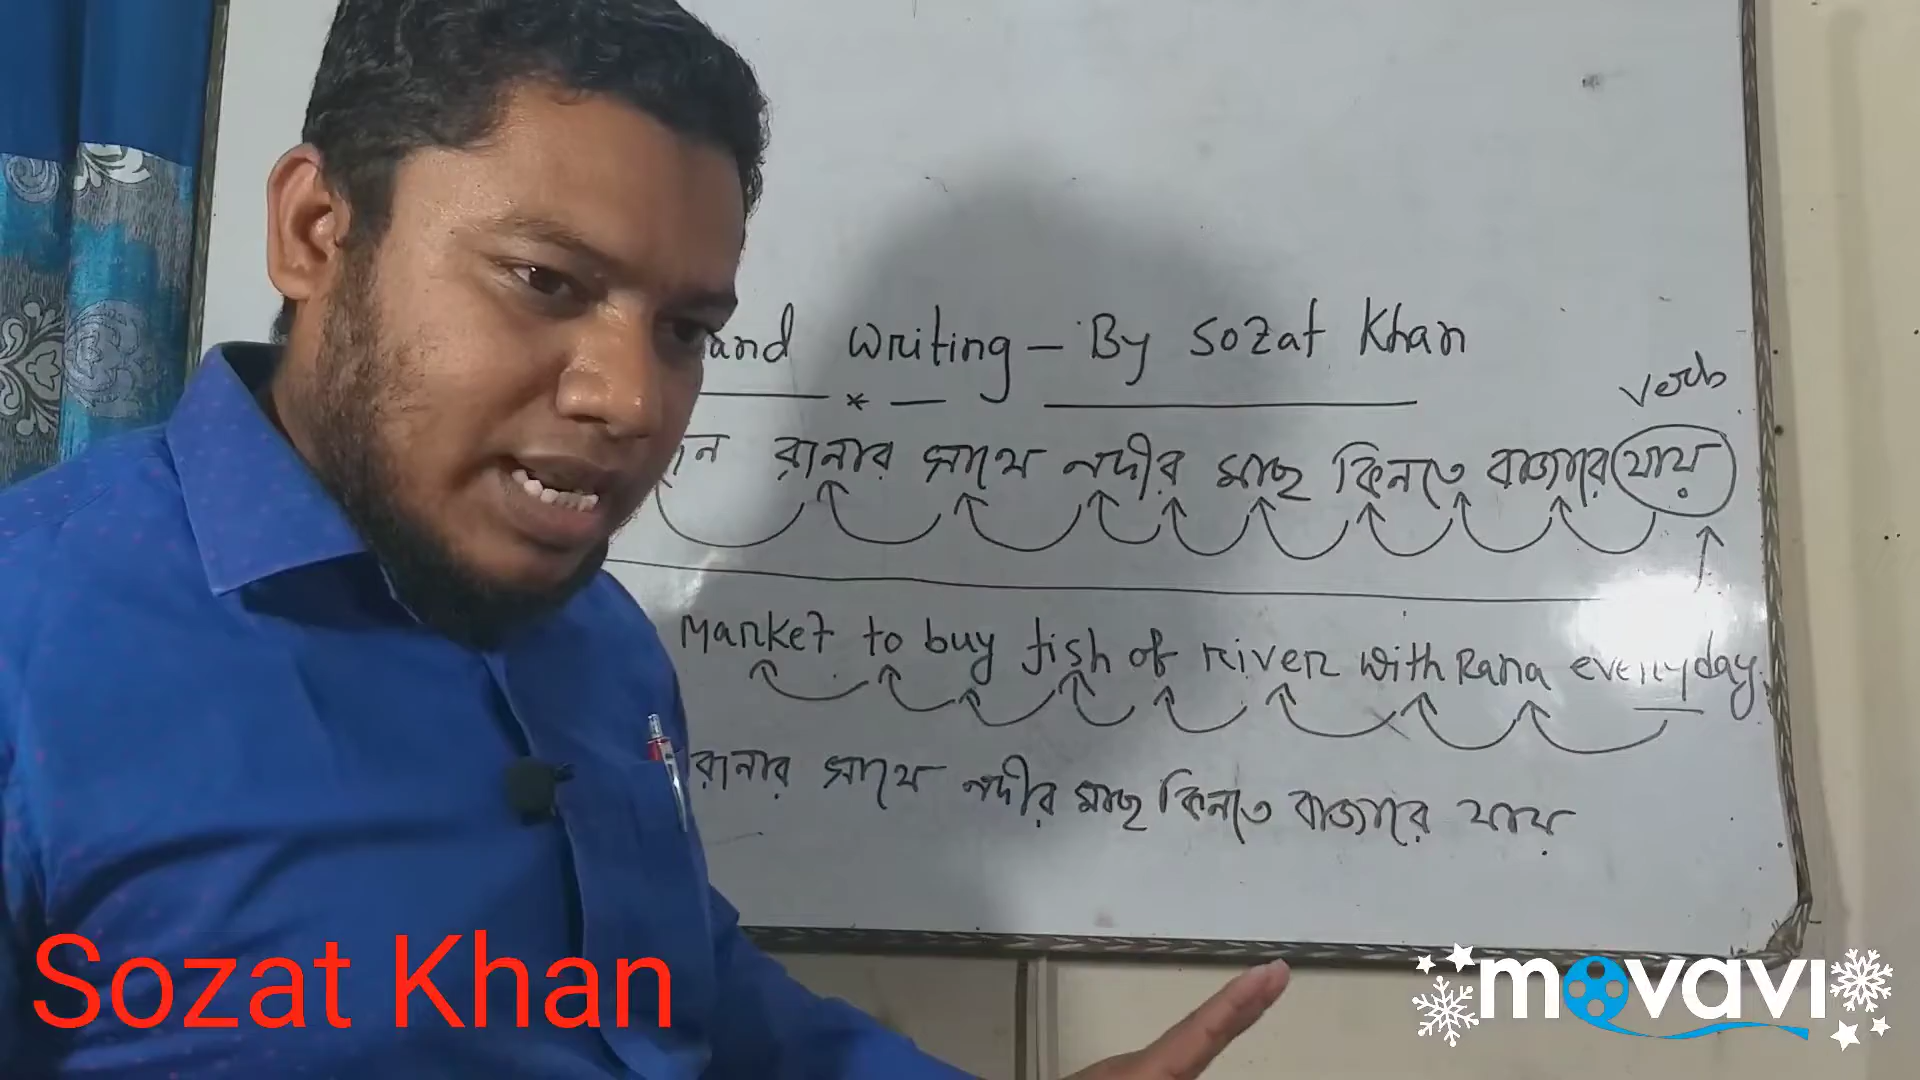 and writing - By Sozat Khan
verb
রানার সাথে নদীর মাছ কিনতে বাজারে যায়
Market to buy fish of river with Rana everyday.
রানার সাথে নদীর মাছ কিনতে বাজারে যায়
Sozat Khan
movavi